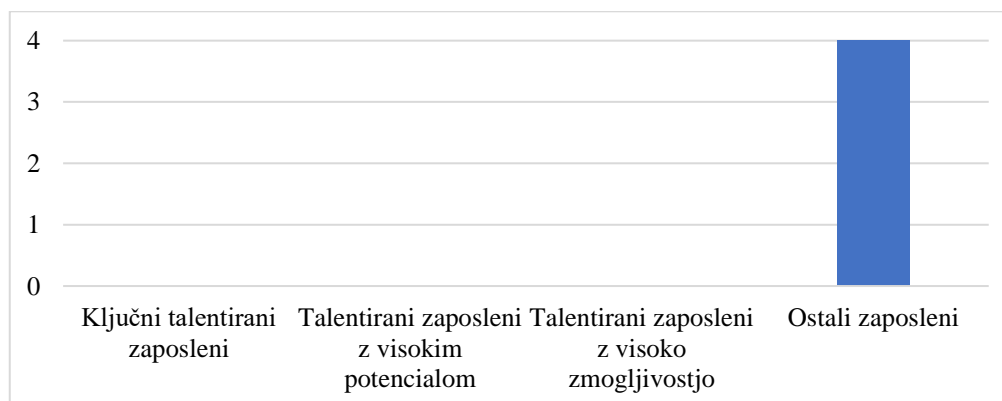 4
3
2
1
0
Ključni talentirani
zaposleni
Talentirani zaposleni
z visokim
potencialom
Talentirani zaposleni
z visoko
zmogljivostjo
Ostali zaposleni